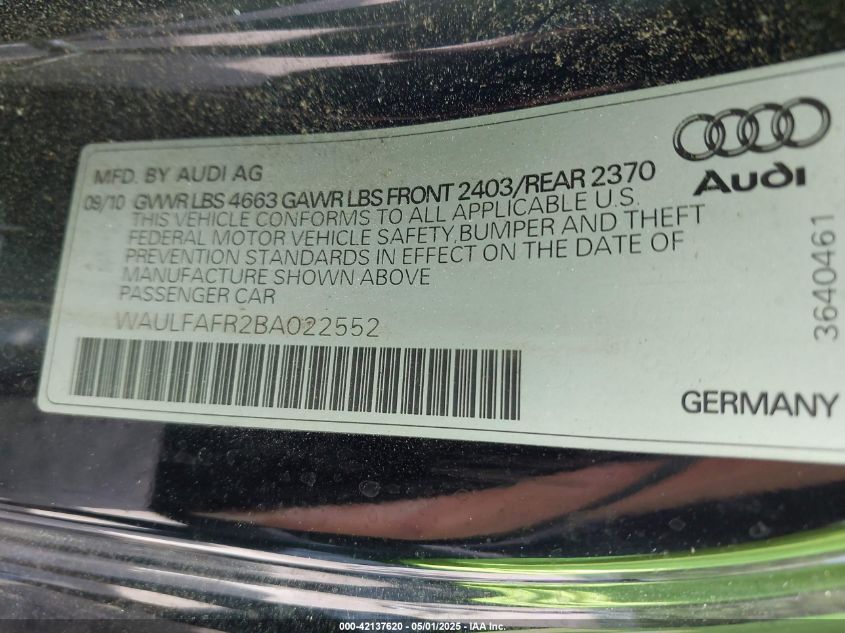 Audi
MFD. BY AUDI AG
09/10 GVWR LBS 4663 GAWR LBS FRONT 2403/REAR 2370
THIS VEHICLE CONFORMS TO ALL APPLICABLE U.S.
FEDERAL MOTOR VEHICLE SAFETY, BUMPER AND THEFT
PREVENTION STANDARDS IN EFFECT ON THE DATE OF
MANUFACTURE SHOWN ABOVE
PASSENGER CAR
WAULFAFR2BA022552
3640461
GERMANY
000-42137620 - 05/01/2025 - IAA Inc.